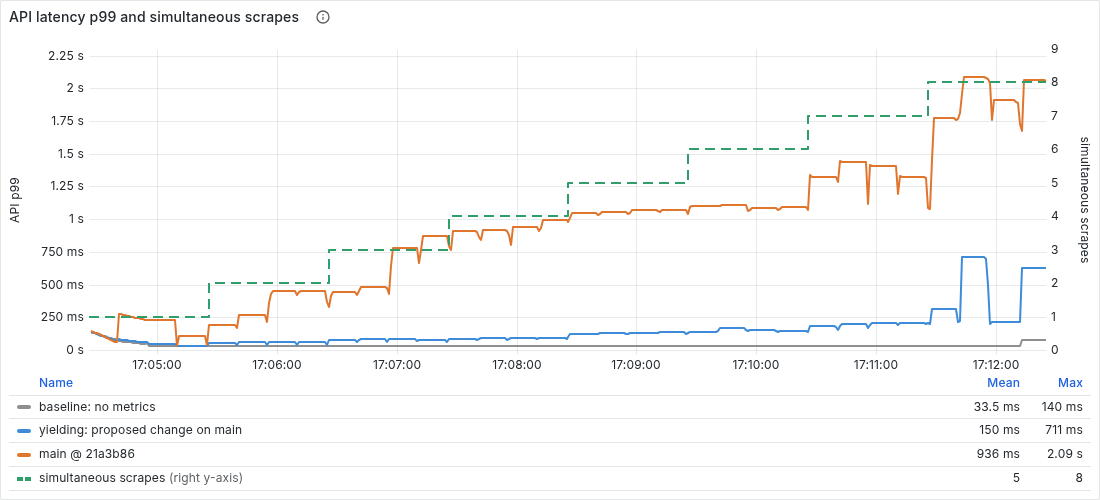 API latency p99 and simultaneous scrapes
2.25 s
2 s
1.75 s
1.5 s
1.25 s
1 s
750 ms
500 ms
250 ms
0 s
API p99
9
8
7
6
5
4
3
2
1
0
simultaneous scrapes
17:05:00 17:06:00 17:07:00 17:08:00 17:09:00 17:10:00 17:11:00 17:12:00
Name Mean Max
baseline: no metrics 33.5 ms 140 ms
yielding: proposed change on main 150 ms 711 ms
main @ 21a3b86 936 ms 2.09 s
simultaneous scrapes (right y-axis) 5 8